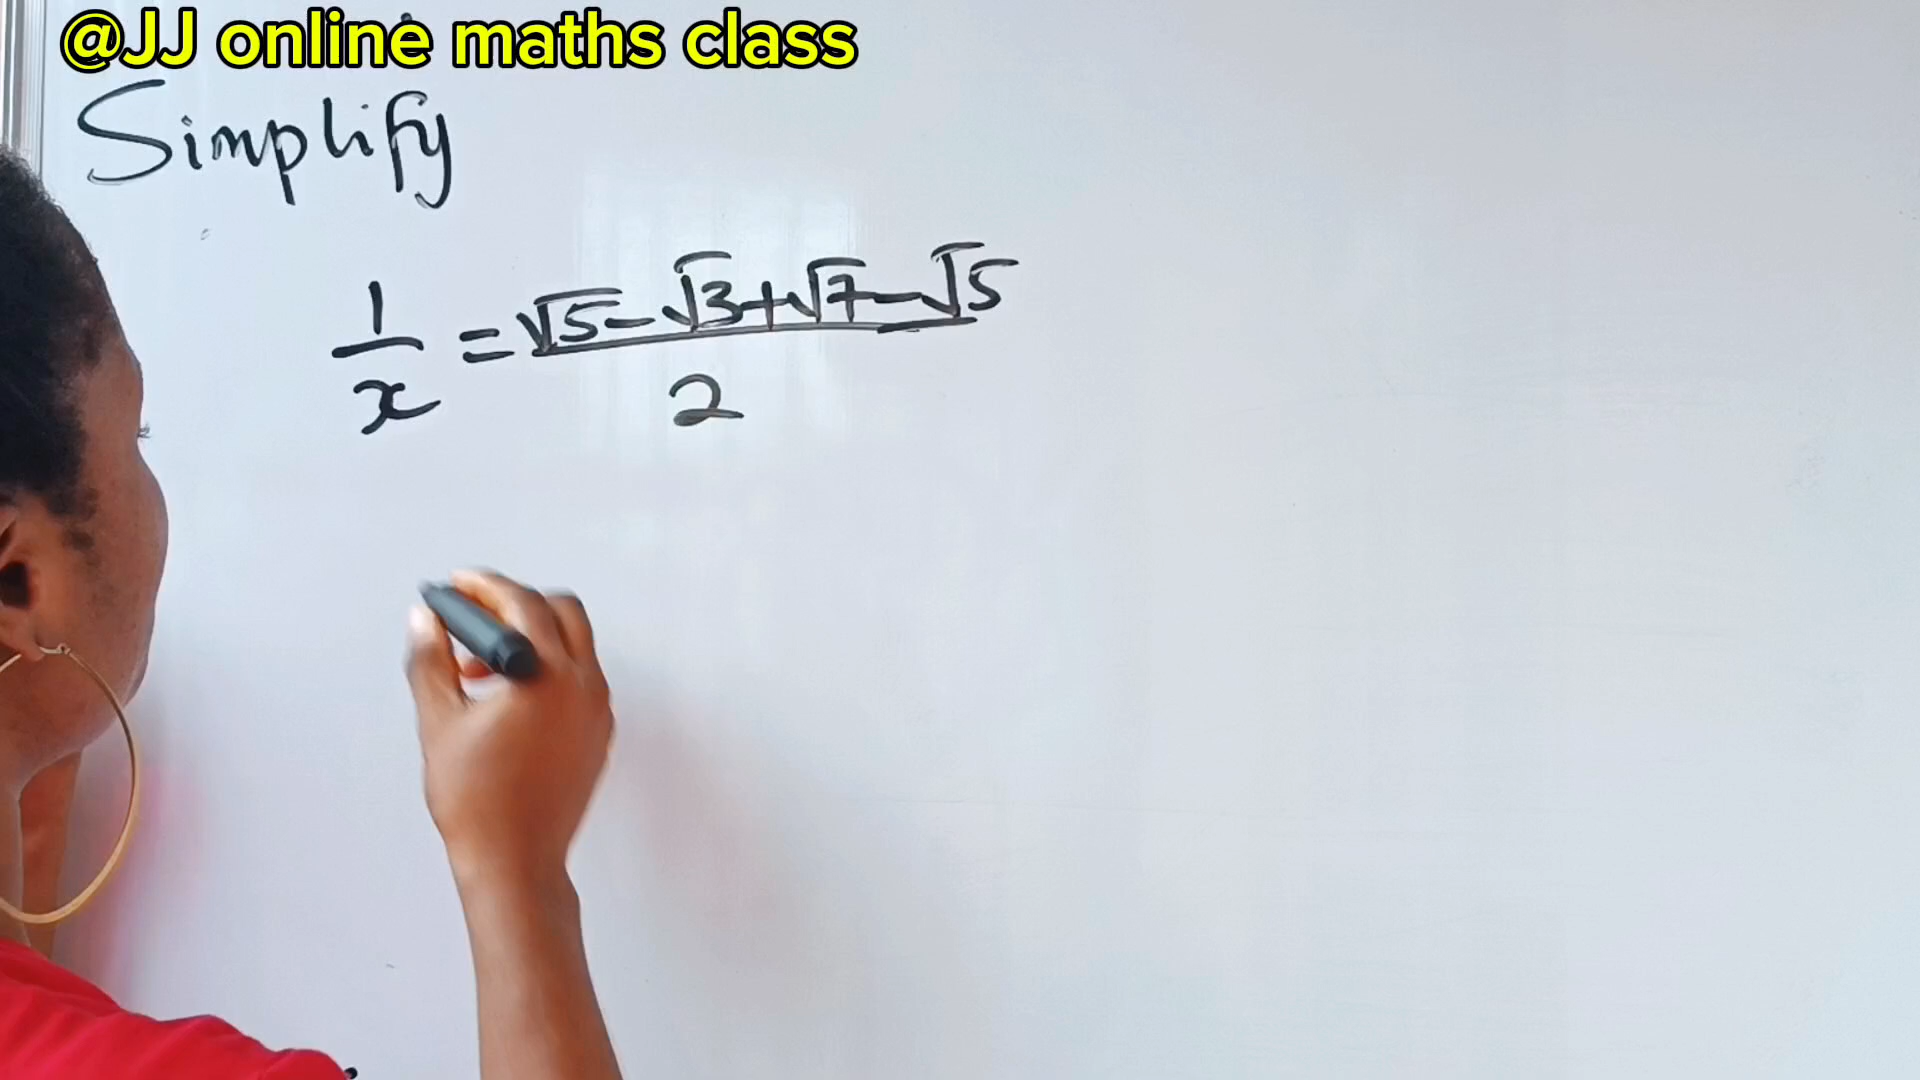 @JJ online maths class
Simplify
1/x = √5-√3+√7-√5/2